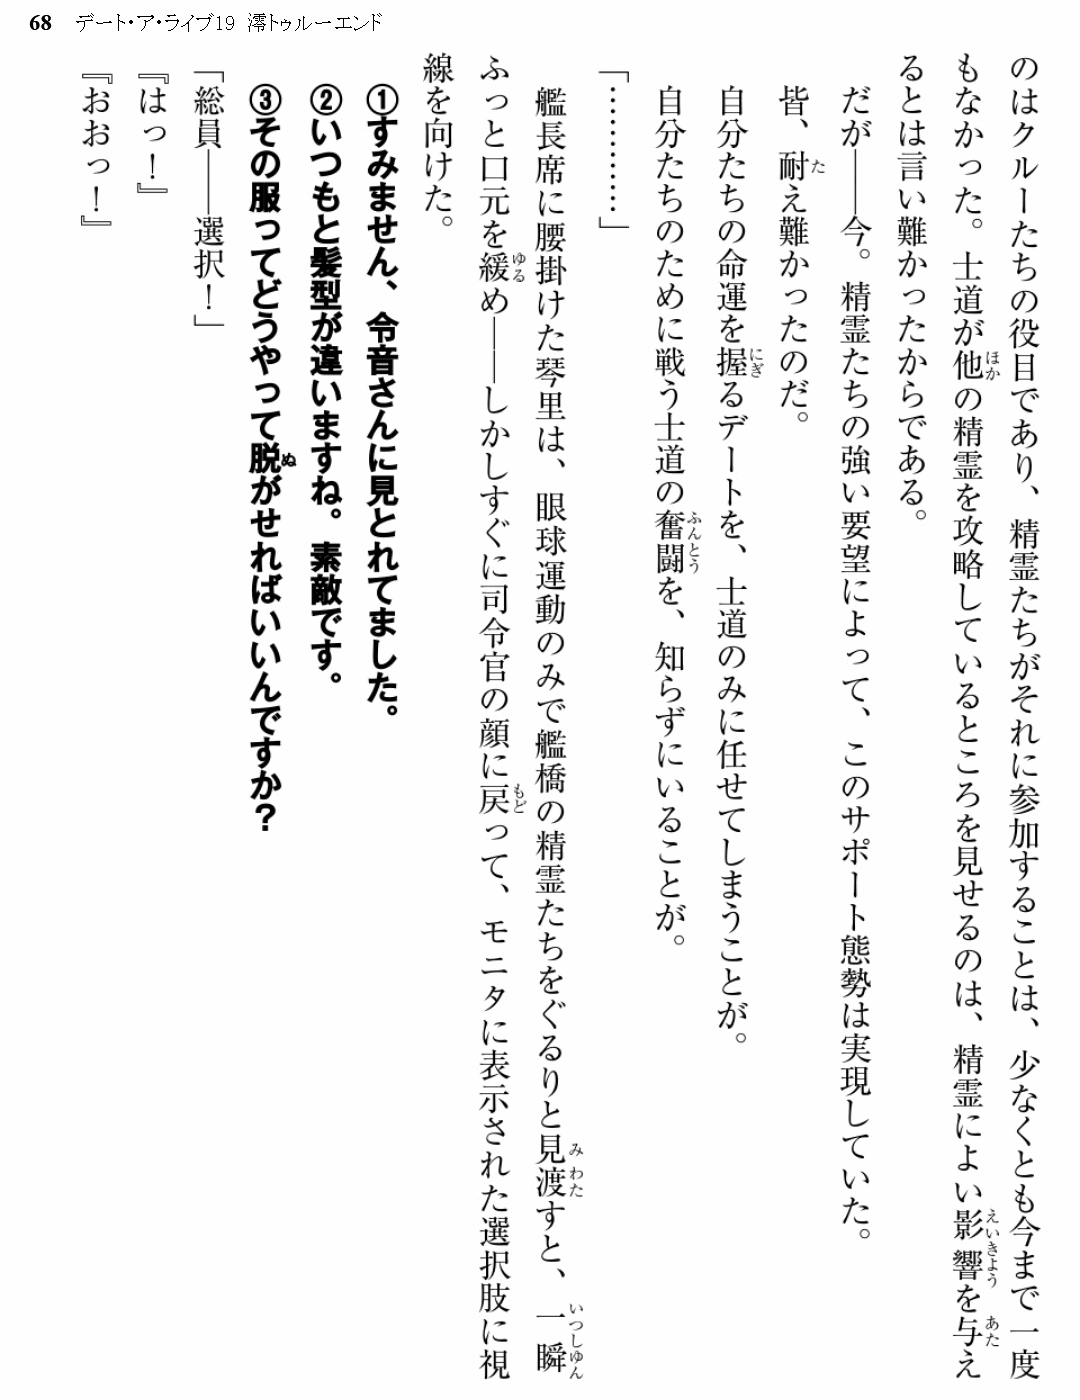 68 デート・ア・ライブ19 澪トゥルーエンド
のはクルーたちの役目であり、精霊たちがそれに参加することは、少なくとも今まで一度
もなかった。士道が他の精霊を攻略しているところを見せるのは、精霊によい影響を与え
るとは言い難かったからである。
だが――今。精霊たちの強い要望によって、このサポート態勢は実現していた。
皆、耐え難かったのだ。
自分たちの命運を握るデートを、士道のみに任せてしまうことが。
自分たちのために戦う士道の奮闘を、知らずにいることが。
「…………」
艦長席に腰掛けた琴里は、眼球運動のみで艦橋の精霊たちをぐるりと見渡すと、一瞬
ふっと口元を緩め――しかしすぐに司令官の顔に戻って、モニタに表示された選択肢に視
線を向けた。
①すみません、令音さんに見とれてました。
②いつもと髪型が違いますね。素敵です。
③その服ってどうやって脱がせればいいんですか？
「総員――選択！」
『はっ！』
『おおっ！』